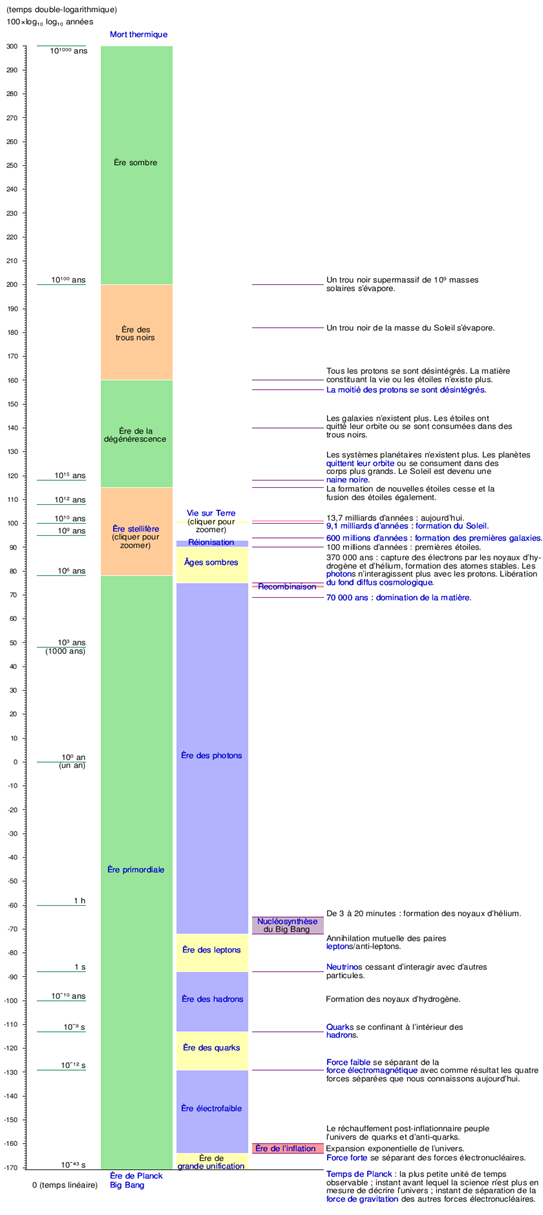 (temps double-logarithmique)
100×log₁₀ log₁₀ années
Mort thermique
300
10¹⁰⁰⁰ ans
290
280
270
260
250
Ère sombre
240
230
220
210
10¹⁰⁰ ans
200
Un trou noir supermassif de 10⁹ masses
solaires s'évapore.
190
180
Ère des
trous noirs
Un trou noir de la masse du Soleil s'évapore.
170
160
Tous les protons se sont désintégrés. La matière
constituant la vie ou les étoiles n'existe plus.
La moitié des protons se sont désintégrés.
150
140
Ère de la
dégénérescence
Les galaxies n'existent plus. Les étoiles ont
quitté leur orbite ou se sont consumées dans des
trous noirs.
130
120
10¹⁵ ans
Les systèmes planétaires n'existent plus. Les planètes
quittent leur orbite ou se consument dans des
corps plus grands. Le Soleil est devenu une
naine noire.
La formation de nouvelles étoiles cesse et la
fusion des étoiles également.
110
10¹² ans
100
10¹⁰ ans
10⁹ ans
Ère stellifère
(cliquer pour
zoomer)
Vie sur Terre
(cliquer pour
zoomer)
13,7 milliards d'années : aujourd'hui.
9,1 milliards d'années : formation du Soleil.
90
Réionisation
600 millions d'années : formation des premières galaxies.
100 millions d'années : premières étoiles.
80
10⁶ ans
Âges sombres
370 000 ans : capture des électrons par les noyaux d'hy-
drogène et d'hélium, formation des atomes stables. Les
photons n'interagissent plus avec les protons. Libération
du fond diffus cosmologique.
Recombinaison
70
70 000 ans : domination de la matière.
60
50
10³ ans
(1000 ans)
40
30
20
10
0
10⁰ an
(un an)
Ère des photons
-10
-20
-30
-40
Ère primordiale
-50
-60
1 h
-70
De 3 à 20 minutes : formation des noyaux d'hélium.
Nucléosynthèse
du Big Bang
-80
Ère des leptons
Annihilation mutuelle des paires
leptons/anti-leptons.
-90
1 s
Neutrinos cessant d'interagir avec d'autres
particules.
-100
10⁻¹⁰ ans
Ère des hadrons
Formation des noyaux d'hydrogène.
-110
10⁻⁹ s
Quarks se confinant à l'intérieur des
hadrons.
-120
Ère des quarks
-130
10⁻¹² s
Force faible se séparant de la
force électromagnétique avec comme résultat les quatre
forces séparées que nous connaissons aujourd'hui.
-140
Ère électrofaible
-150
Le réchauffement post-inflationnaire peuple
l'univers de quarks et d'anti-quarks.
-160
Ère de l'inflation
Expansion exponentielle de l'univers.
Ère de
grande unification
Force forte se séparant des forces électronucléaires.
-170
10⁻⁴³ s
0 (temps linéaire)
Ère de Planck
Big Bang
Temps de Planck : la plus petite unité de temps
observable ; instant avant lequel la science n'est plus en
mesure de décrire l'univers ; instant de séparation de la
force de gravitation des autres forces électronucléaires.